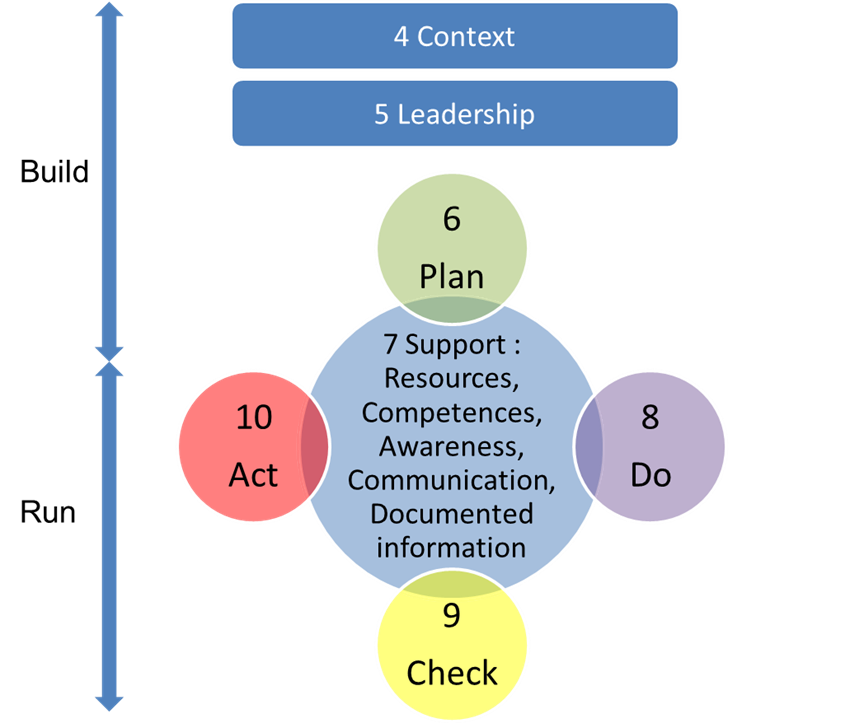 4 Context
5 Leadership
Build
6
Plan
7 Support :
Resources,
Competences,
Awareness,
Communication,
Documented
information
10
Act
8
Do
Run
9
Check